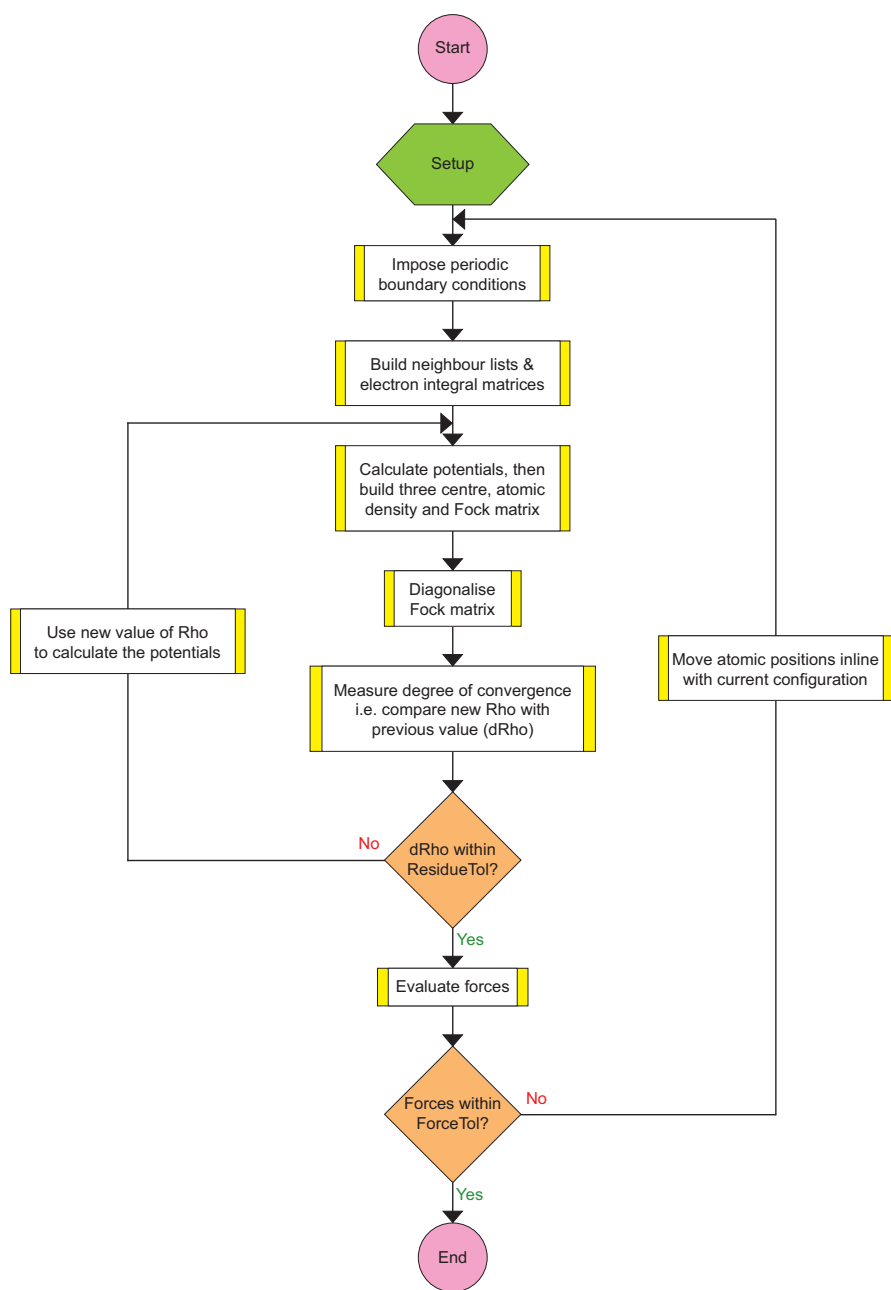 Start
Setup
Impose periodic
boundary conditions
Build neighbour lists &
electron integral matrices
Calculate potentials, then
build three centre, atomic
density and Fock matrix
Diagonalise
Fock matrix
Use new value of Rho
to calculate the potentials
Move atomic positions inline
with current configuration
Measure degree of convergence
i.e. compare new Rho with
previous value (dRho)
No
dRho within
ResidueTol?
Yes
Evaluate forces
Forces within
ForceTol?
No
Yes
End